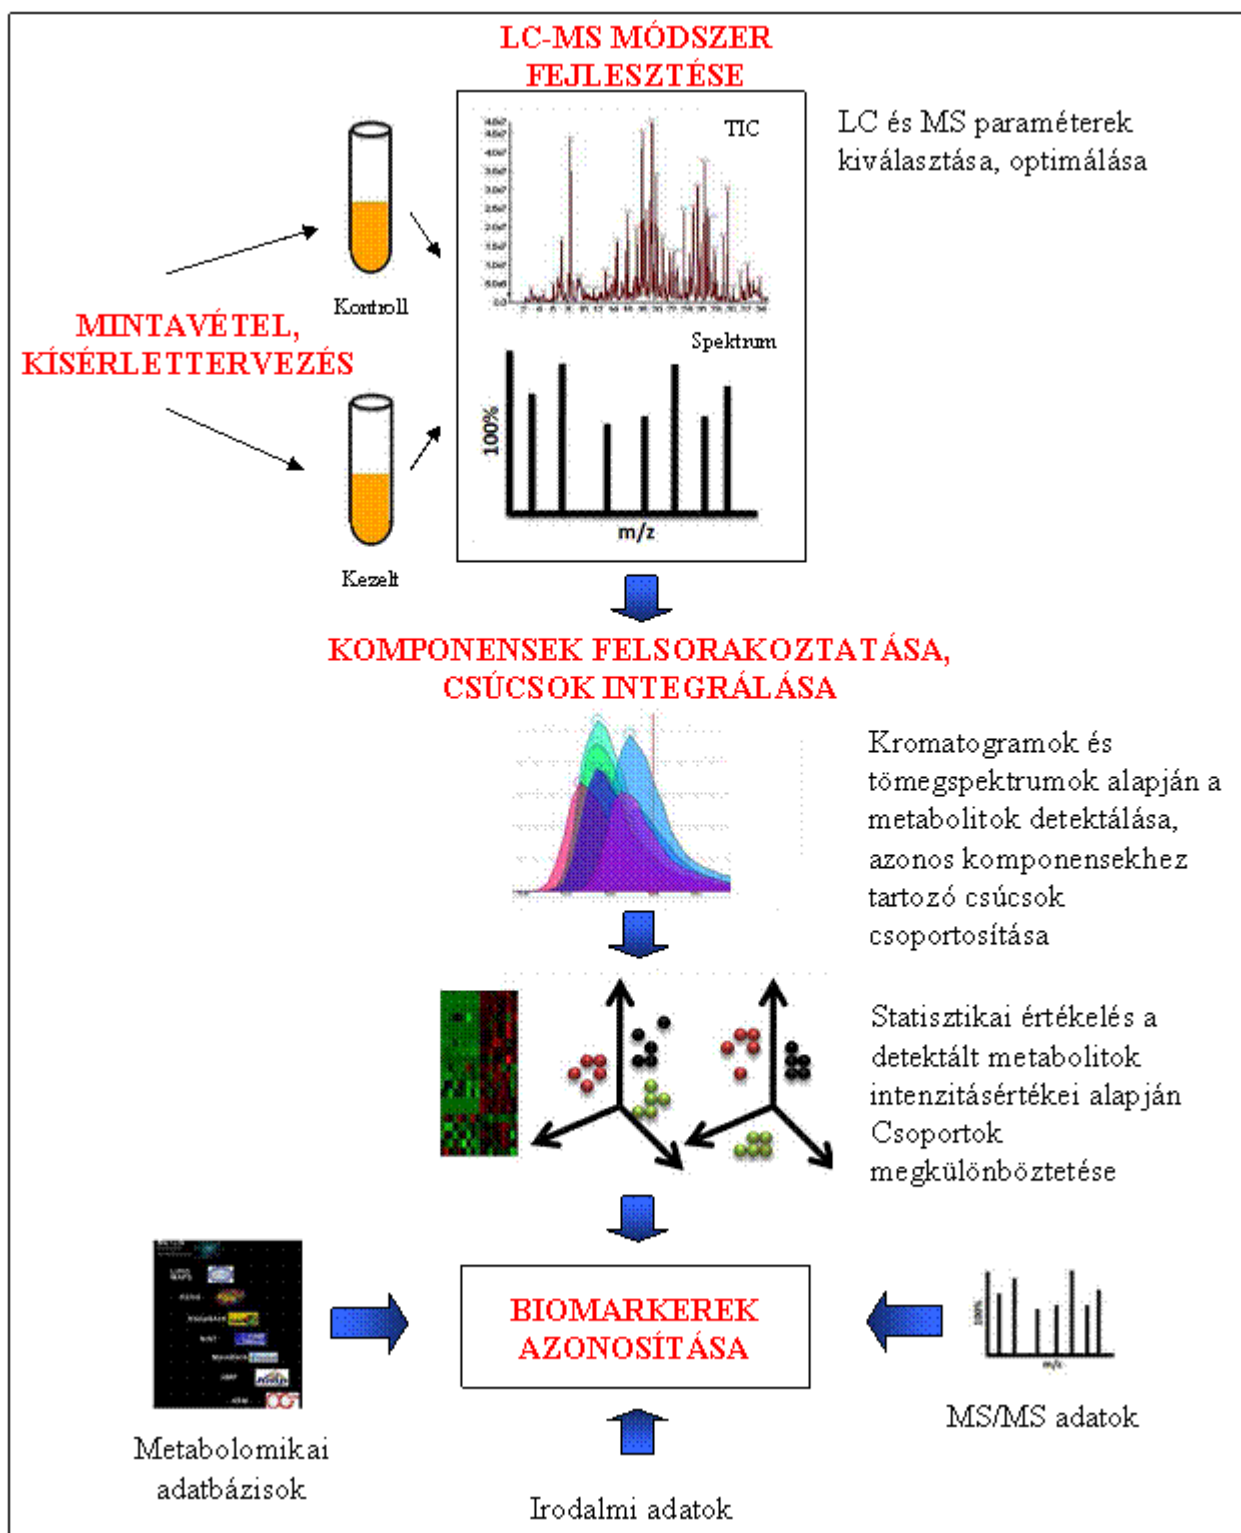 LC-MS MÓDSZER
FEJLESZTÉSE
TIC
LC és MS paraméterek
kiválasztása, optimálása
Kontroll
MINTAVÉTEL,
KÍSÉRLETTERVEZÉS
Spektrum
100%
m/z
Kezelt
KOMPONENSEK FELSORAKOZTATÁSA,
CSÚCSOK INTEGRÁLÁSA
Kromatogramok és
tömegspektrumok alapján a
metabolitok detektálása,
azonos komponensekhez
tartozó csúcsok
csoportosítása
Statisztikai értékelés a
detektált metabolitok
intenzitásértékei alapján
Csoportok
megkülönböztetése
BIOMARKEREK
AZONOSÍTÁSA
100%
m/z
MS/MS adatok
Metabolomikai
adatbázisok
Irodalmi adatok